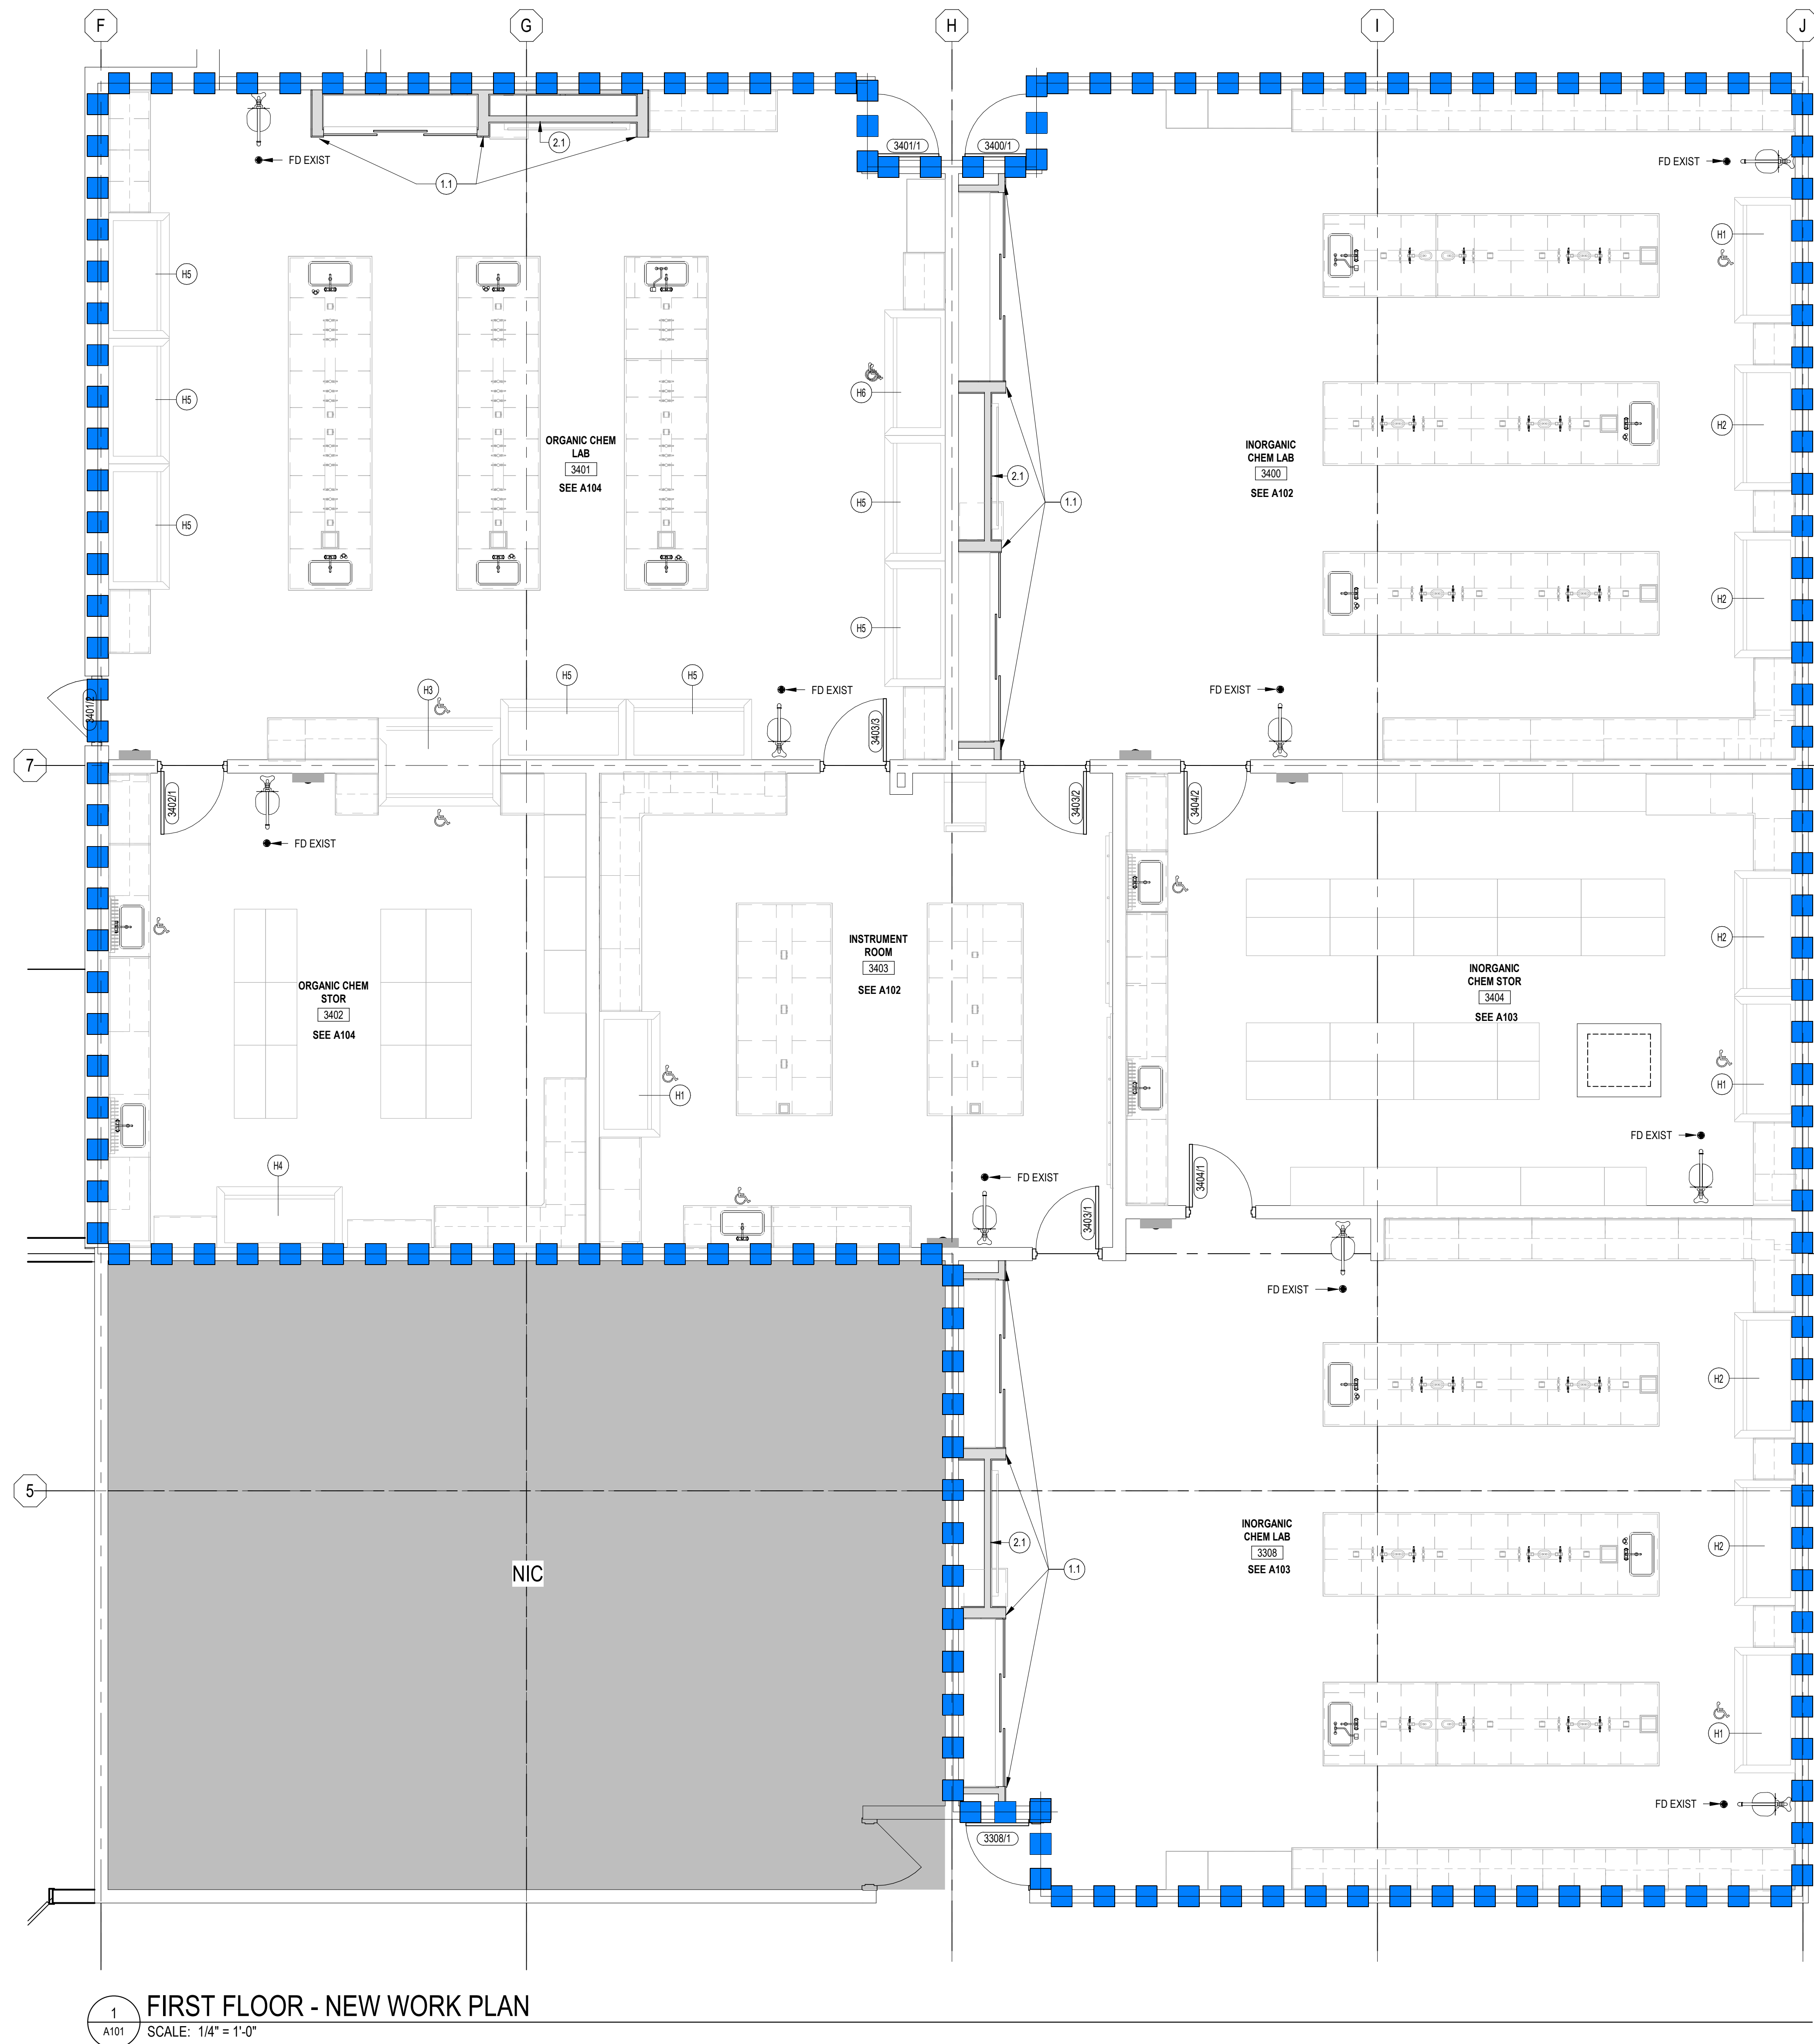 F
G
H
I
J
FD EXIST
2.1
1.1
3401/1
3400/1
FD EXIST
H1
H5
H5
H6
ORGANIC CHEM
LAB
3401
SEE A104
INORGANIC
CHEM LAB
3400
SEE A102
H2
2.1
1.1
H5
H5
H5
H2
3401/2
H3
H5
H5
FD EXIST
FD EXIST
3403/3
7
3402/1
3403/2
3404/2
FD EXIST
INSTRUMENT
ROOM
3403
SEE A102
H2
ORGANIC CHEM
STOR
3402
SEE A104
INORGANIC
CHEM STOR
3404
SEE A103
H1
H1
FD EXIST
H4
FD EXIST
3404/1
3403/1
FD EXIST
H2
5
2.1
1.1
INORGANIC
CHEM LAB
3308
SEE A103
H2
NIC
H1
FD EXIST
3308/1
1
A101
FIRST FLOOR - NEW WORK PLAN
SCALE: 1/4" = 1'-0"